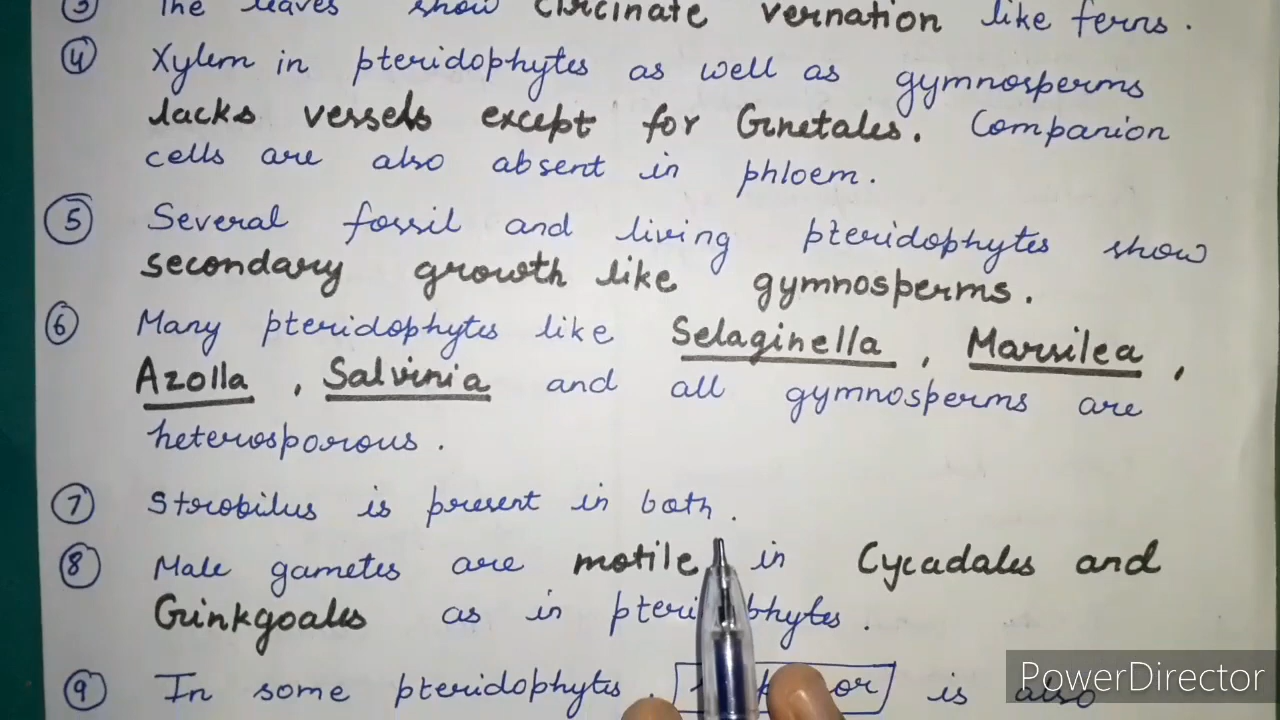 ③ The leaves show circinate vernation like ferns.
④ Xylem in pteridophytes as well as gymnosperms
lacks vessels except for Gnetales. Companion
cells are also absent in phloem.
⑤ Several fossil and living pteridophytes show
secondary growth like gymnosperms.
⑥ Many pteridophytes like Selaginella, Marsilea,
Azolla, Salvinia and all gymnosperms are
heterosporous.
⑦ Strobilus is present in both.
⑧ Male gametes are motile in Cycadales and
Ginkgoales as in pteridophytes.
⑨ In some pteridophytes, is also
PowerDirector